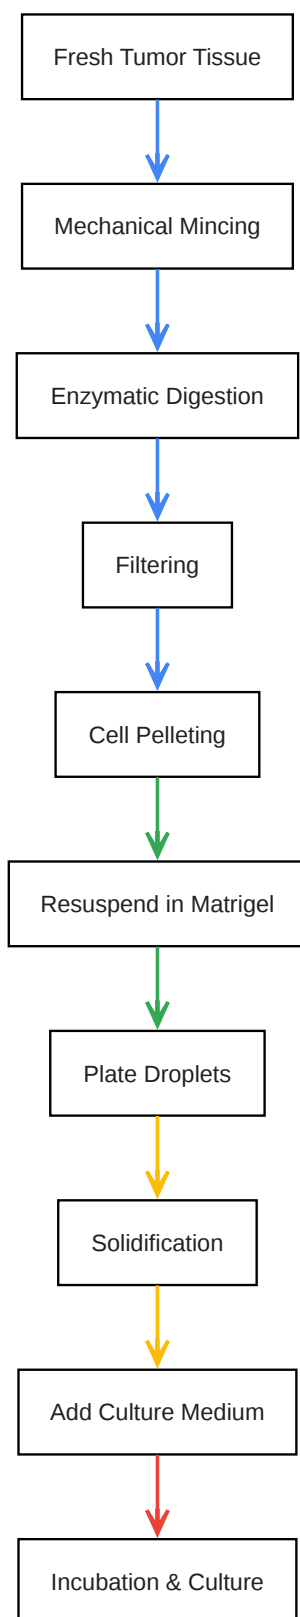 Fresh Tumor Tissue
Mechanical Mincing
Enzymatic Digestion
Filtering
Cell Pelleting
Resuspend in Matrigel
Plate Droplets
Solidification
Add Culture Medium
Incubation & Culture